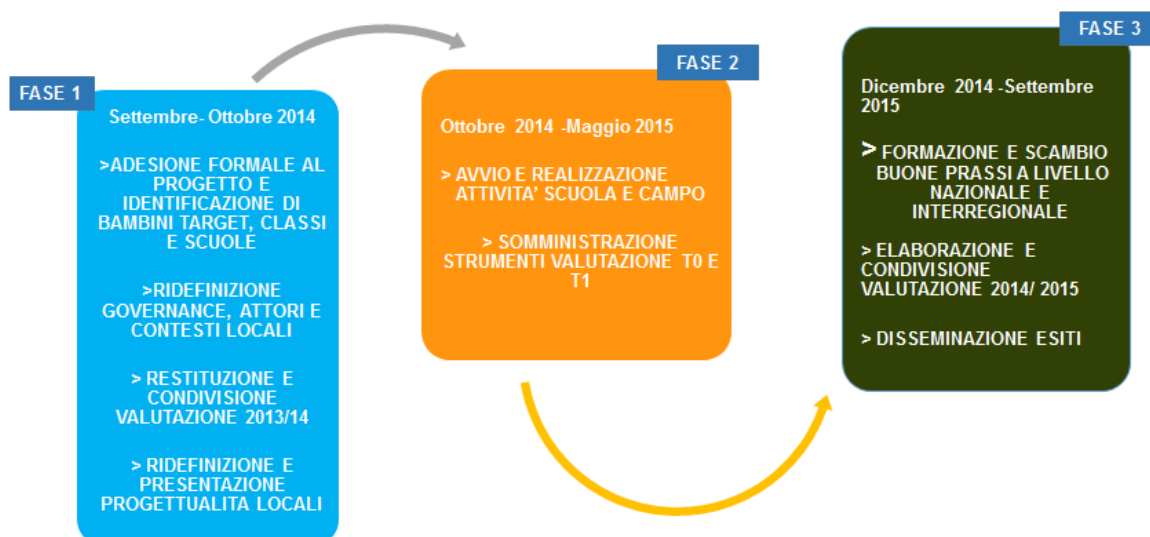 FASE 1
Settembre- Ottobre 2014
>ADESIONE FORMALE AL
PROGETTO E
IDENTIFICAZIONE DI
BAMBINI TARGET, CLASSI
E SCUOLE
>RIDEFINIZIONE
GOVERNANCE, ATTORI E
CONTESTI LOCALI
> RESTITUZIONE E
CONDIVISIONE
VALUTAZIONE 2013/14
> RIDEFINIZIONE E
PRESENTAZIONE
PROGETTUALITA LOCALI
FASE 2
Ottobre 2014 -Maggio 2015
> AVVIO E REALIZZAZIONE
ATTIVITA' SCUOLA E CAMPO
> SOMMINISTRAZIONE
STRUMENTI VALUTAZIONE T0 E
T1
FASE 3
Dicembre 2014 -Settembre
2015
> FORMAZIONE E SCAMBIO
BUONE PRASSI A LIVELLO
NAZIONALE E
INTERREGIONALE
> ELABORAZIONE E
CONDIVISIONE
VALUTAZIONE 2014/ 2015
> DISSEMINAZIONE ESITI